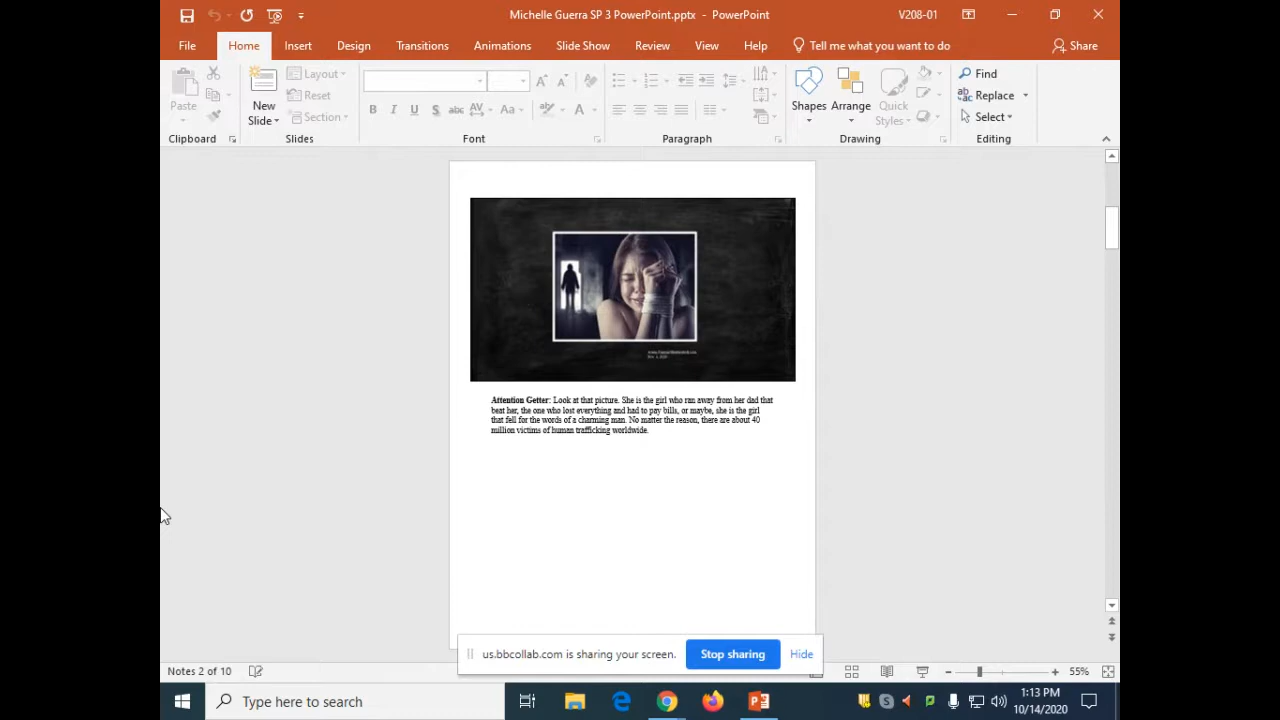 Michelle Guerra SP 3 PowerPoint.pptx - PowerPoint
V208-01
File
Home
Insert
Design
Transitions
Animations
Slide Show
Review
View
Help
Tell me what you want to do
Share
Paste
New
Slide
Layout
Reset
Section
B
I
U
S
abc
AV
Aa
A
Shapes
Arrange
Quick
Styles
Find
Replace
Select
Clipboard
Slides
Font
Paragraph
Drawing
Editing
Attention Getter: Look at that picture. She is the girl who ran away from her dad that
beat her, the one who lost everything and had to pay bills, or maybe, she is the girl
that fell for the words of a charming man. No matter the reason, there are about 40
million victims of human trafficking worldwide.
us.bbcollab.com is sharing your screen.
Stop sharing
Hide
Notes 2 of 10
55%
Type here to search
1:13 PM
10/14/2020